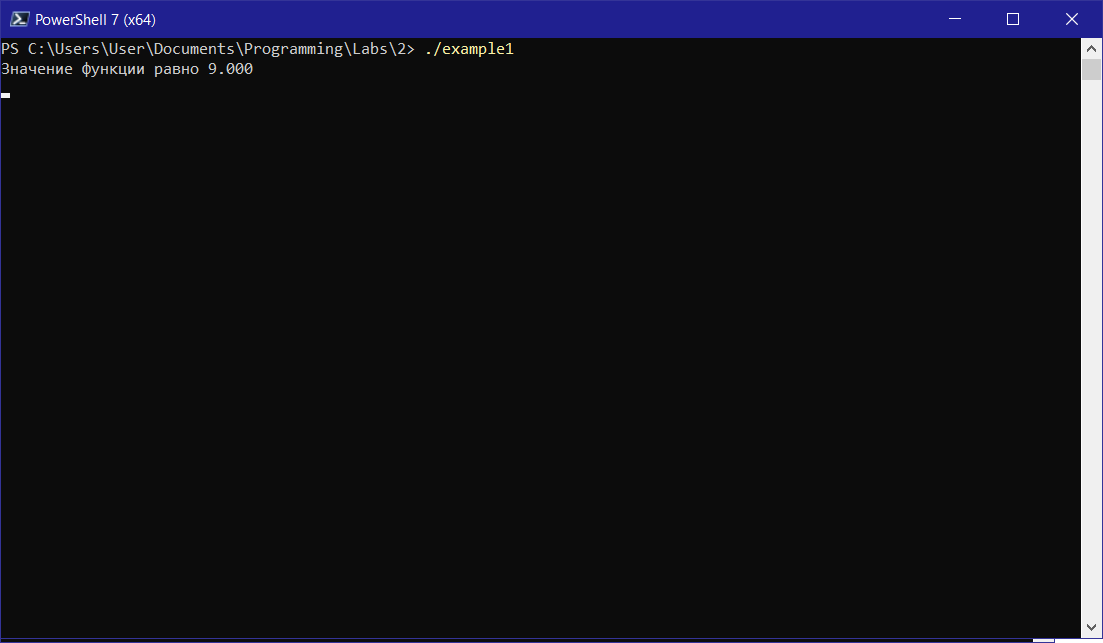 PowerShell 7 (x64)
PS C:\Users\User\Documents\Programming\Labs\2> ./example1
Значение функции равно 9.000